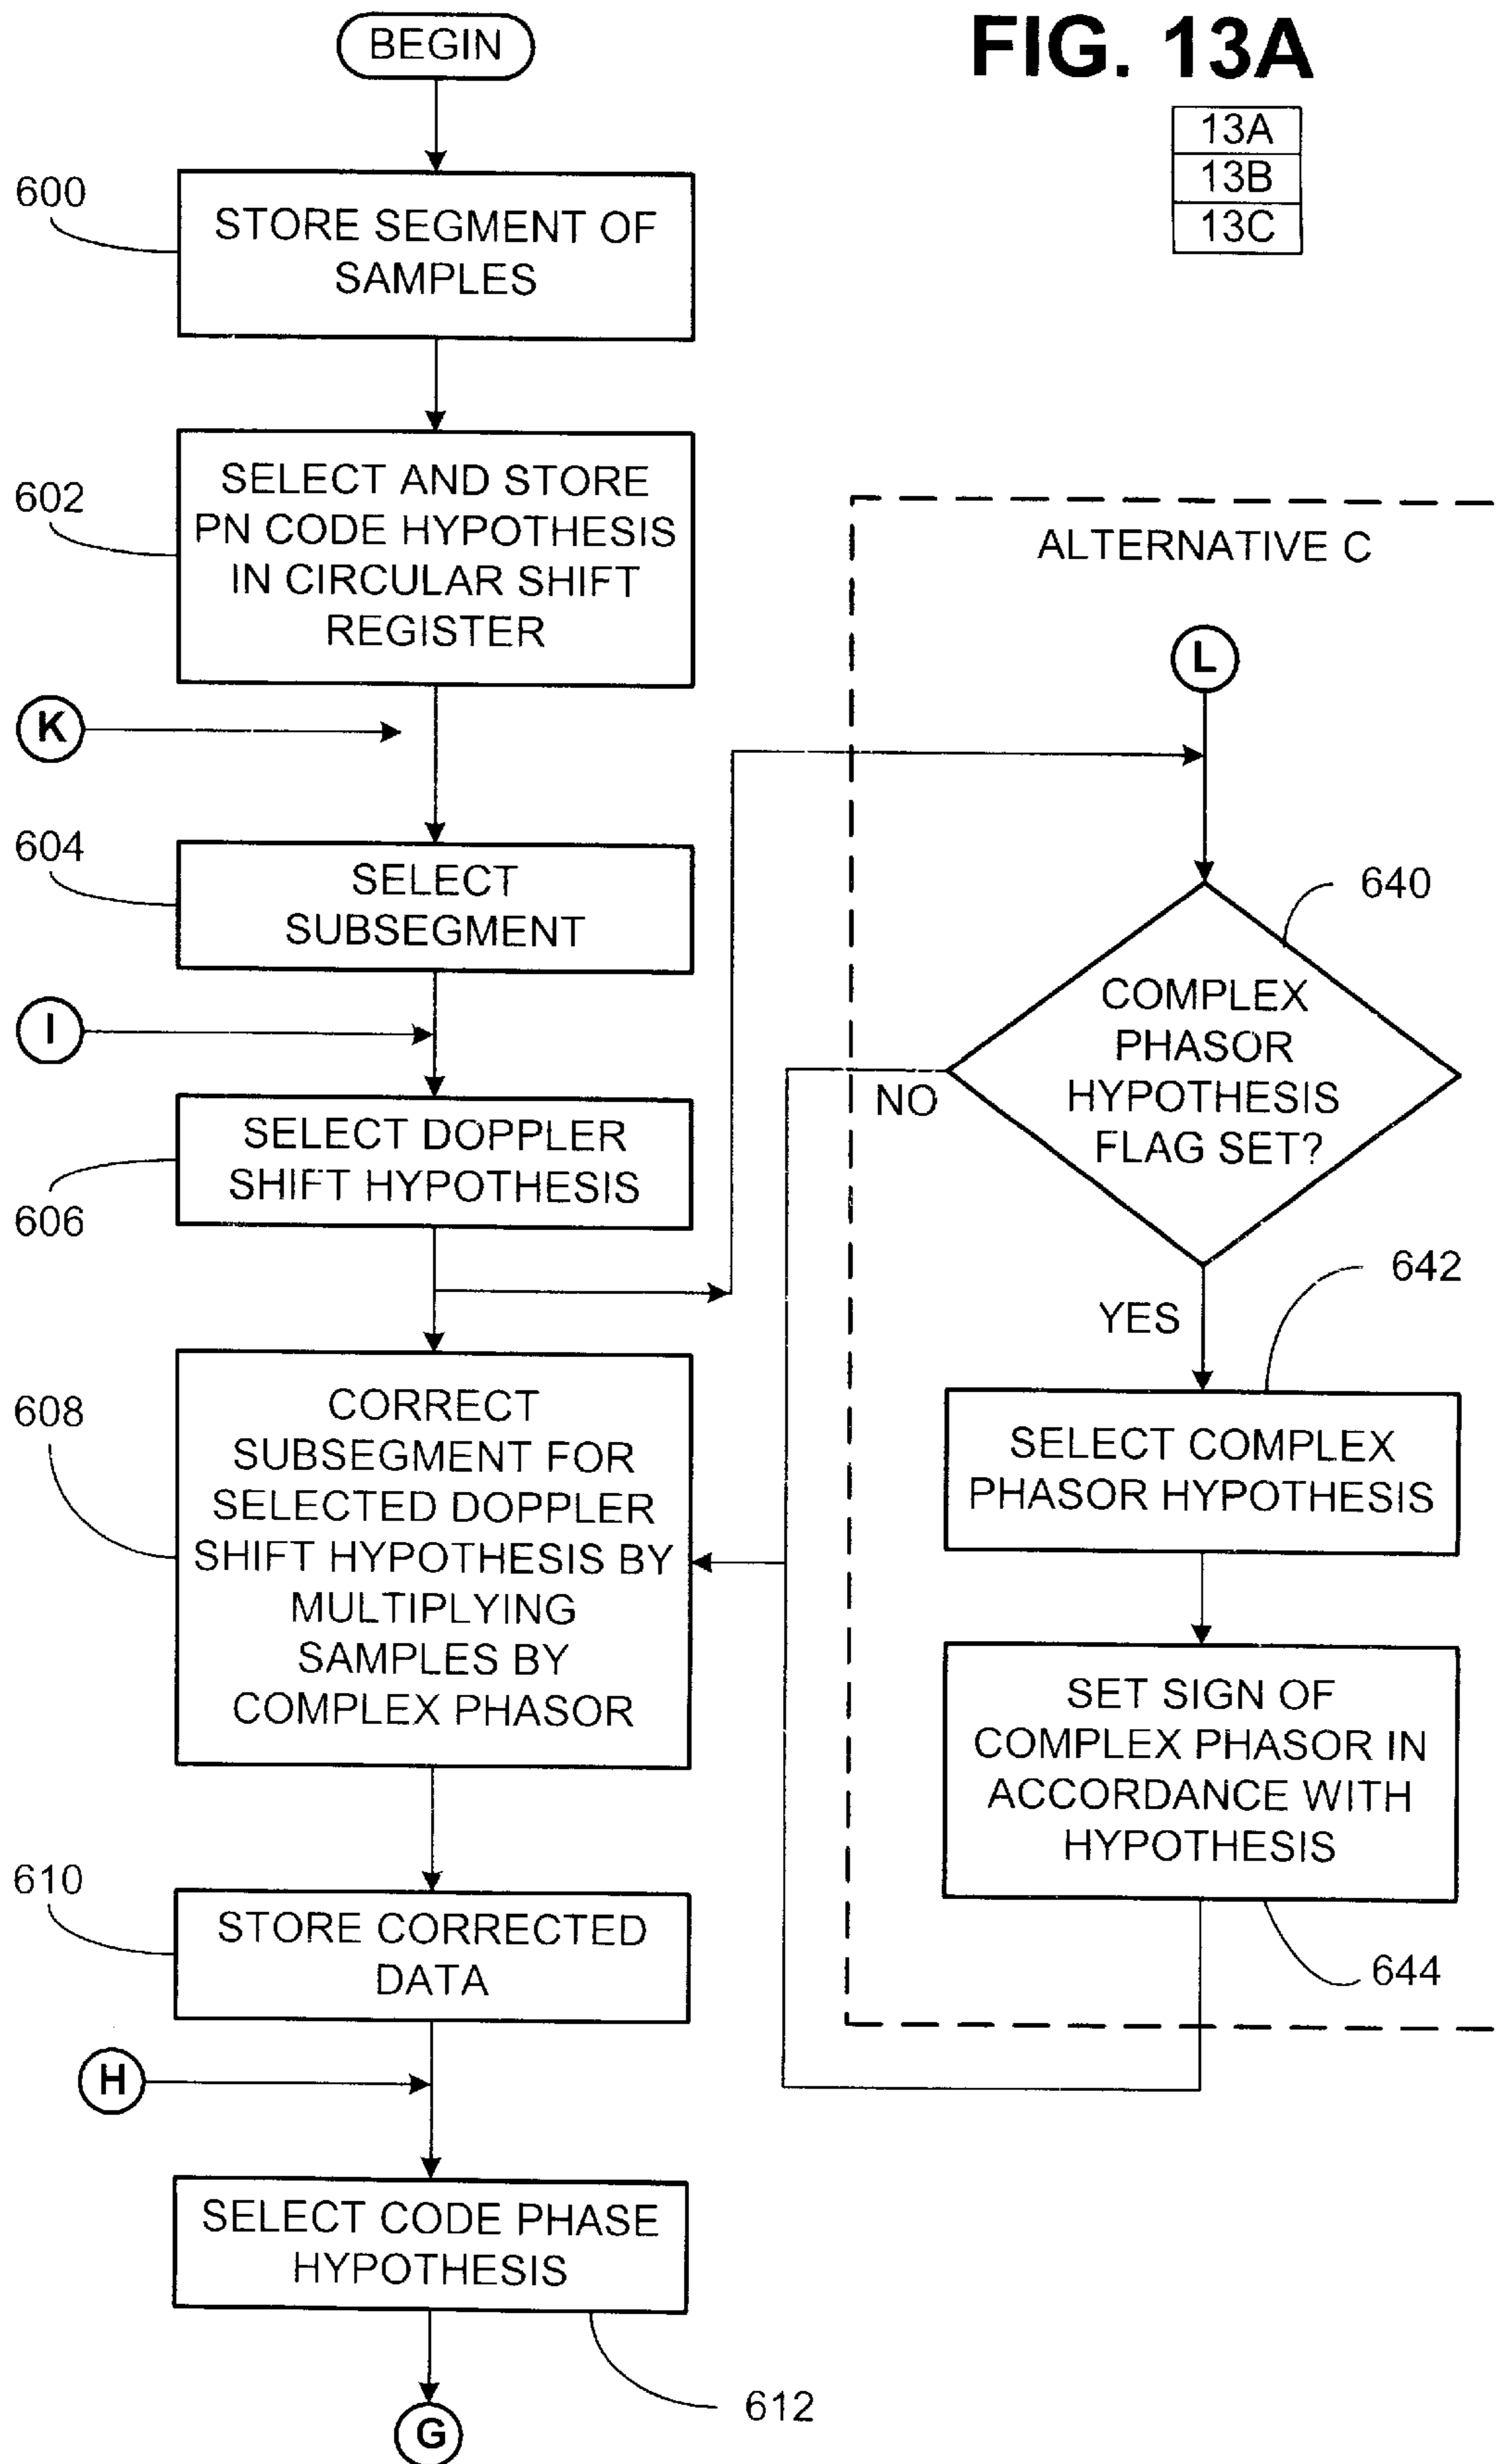 FIG. 13A
13A
13B
13C
BEGIN
600
STORE SEGMENT OF
SAMPLES
602
SELECT AND STORE
PN CODE HYPOTHESIS
IN CIRCULAR SHIFT
REGISTER
K
604
SELECT
SUBSEGMENT
I
606
SELECT DOPPLER
SHIFT HYPOTHESIS
608
CORRECT
SUBSEGMENT FOR
SELECTED DOPPLER
SHIFT HYPOTHESIS BY
MULTIPLYING
SAMPLES BY
COMPLEX PHASOR
610
STORE CORRECTED
DATA
H
SELECT CODE PHASE
HYPOTHESIS
612
G
ALTERNATIVE C
L
640
COMPLEX
PHASOR
HYPOTHESIS
FLAG SET?
NO
YES
642
SELECT COMPLEX
PHASOR HYPOTHESIS
SET SIGN OF
COMPLEX PHASOR IN
ACCORDANCE WITH
HYPOTHESIS
644